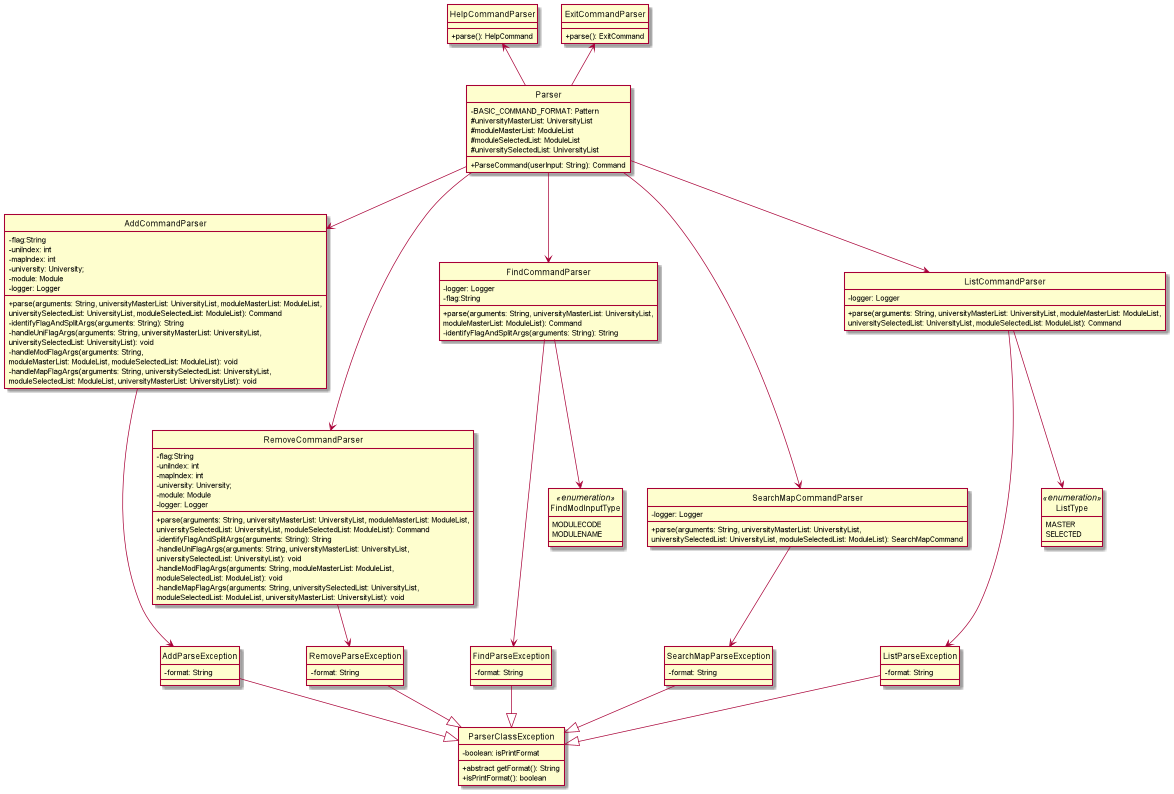 HelpCommandParser
+parse(): HelpCommand
ExitCommandParser
+parse(): ExitCommand
Parser
-BASIC_COMMAND_FORMAT: Pattern
#universityMasterList: UniversityList
#moduleMasterList: ModuleList
#moduleSelectedList: ModuleList
#universitySelectedList: UniversityList
+ParseCommand(userInput: String): Command
AddCommandParser
-flag:String
-uniIndex: int
-mapIndex: int
-university: University;
-module: Module
-logger: Logger
+parse(arguments: String, universityMasterList: UniversityList, moduleMasterList: ModuleList,
universitySelectedList: UniversityList, moduleSelectedList: ModuleList): Command
-identifyFlagAndSplitArgs(arguments: String): String
-handleUniFlagArgs(arguments: String, universityMasterList: UniversityList,
universitySelectedList: UniversityList): void
-handleModFlagArgs(arguments: String,
moduleMasterList: ModuleList, moduleSelectedList: ModuleList): void
-handleMapFlagArgs(arguments: String, universitySelectedList: UniversityList,
moduleSelectedList: ModuleList, universityMasterList: UniversityList): void
FindCommandParser
-logger: Logger
-flag:String
+parse(arguments: String, universityMasterList: UniversityList,
moduleMasterList: ModuleList): Command
-identifyFlagAndSplitArgs(arguments: String): String
ListCommandParser
-logger: Logger
+parse(arguments: String, universityMasterList: UniversityList, moduleMasterList: ModuleList,
universitySelectedList: UniversityList, moduleSelectedList: ModuleList): Command
RemoveCommandParser
-flag:String
-uniIndex: int
-mapIndex: int
-university: University;
-module: Module
-logger: Logger
+parse(arguments: String, universityMasterList: UniversityList, moduleMasterList: ModuleList,
universitySelectedList: UniversityList, moduleSelectedList: ModuleList): Command
-identifyFlagAndSplitArgs(arguments: String): String
-handleUniFlagArgs(arguments: String, universityMasterList: UniversityList,
universitySelectedList: UniversityList): void
-handleModFlagArgs(arguments: String, moduleMasterList: ModuleList,
moduleSelectedList: ModuleList): void
-handleMapFlagArgs(arguments: String, universitySelectedList: UniversityList,
moduleSelectedList: ModuleList, universityMasterList: UniversityList): void
«enumeration»
FindModInputType
MODULECODE
MODULENAME
SearchMapCommandParser
-logger: Logger
+parse(arguments: String, universityMasterList: UniversityList,
universitySelectedList: UniversityList, moduleSelectedList: ModuleList): SearchMapCommand
«enumeration»
ListType
MASTER
SELECTED
AddParseException
-format: String
RemoveParseException
-format: String
FindParseException
-format: String
SearchMapParseException
-format: String
ListParseException
-format: String
ParserClassException
-boolean: isPrintFormat
+abstract getFormat(): String
+isPrintFormat(): boolean